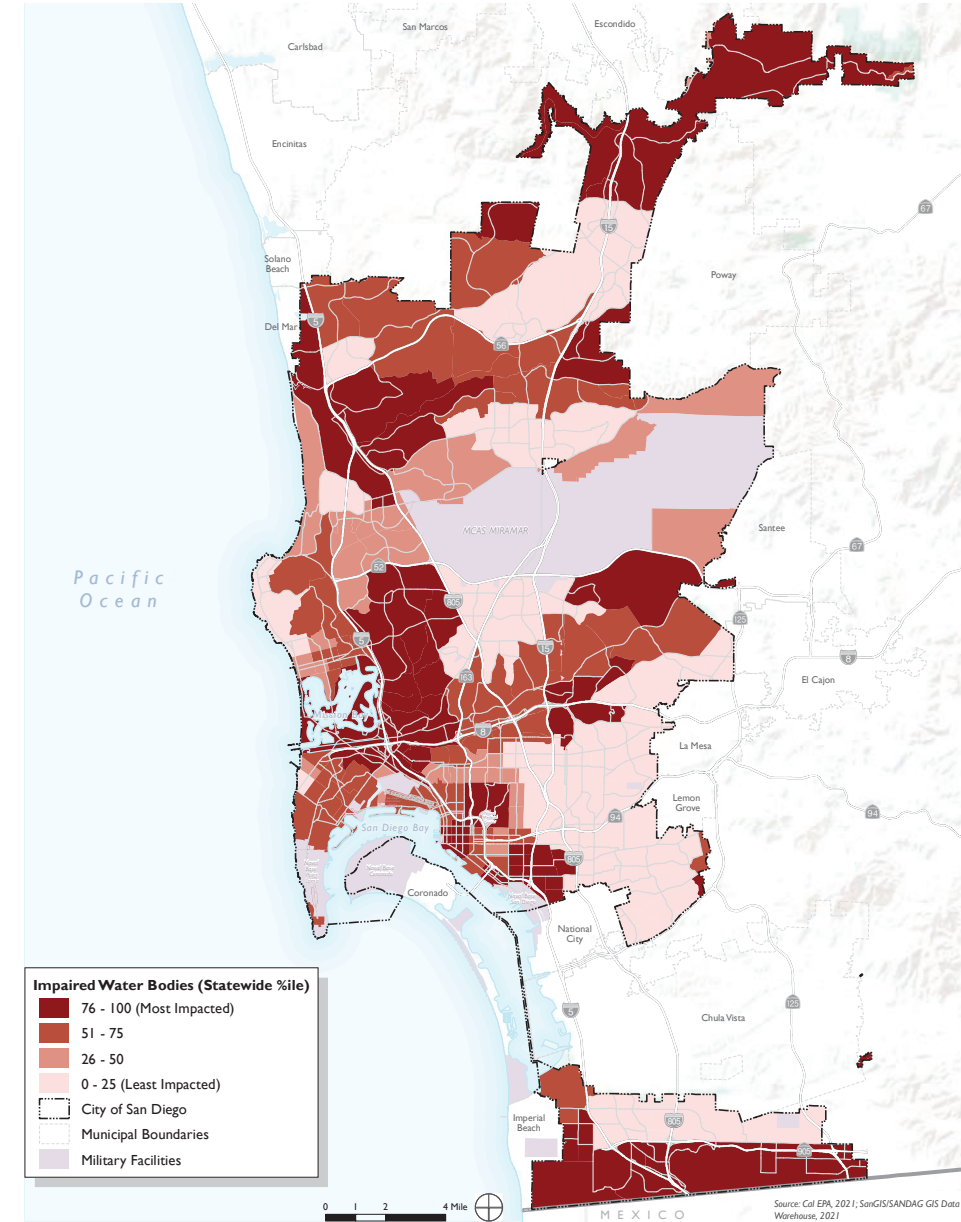 San Marcos
Escondido
Carlsbad
Encinitas
67
15
Solano
Beach
Poway
Del Mar
5
56
MCAS MIRAMAR
Santee
67
Pacific
Ocean
52
805
125
5
15
8
163
El Cajon
Mission Bay
8
La Mesa
Lemon
Grove
94
94
San Diego Bay
805
Coronado
National
City
Impaired Water Bodies (Statewide %ile)
76 - 100 (Most Impacted)
51 - 75
26 - 50
0 - 25 (Least Impacted)
City of San Diego
Municipal Boundaries
Military Facilities
125
5
Chula Vista
Imperial
Beach
805
905
0 1 2 4 Mile
MEXICO
Source: Cal EPA, 2021; SanGIS/SANDAG GIS Data
Warehouse, 2021